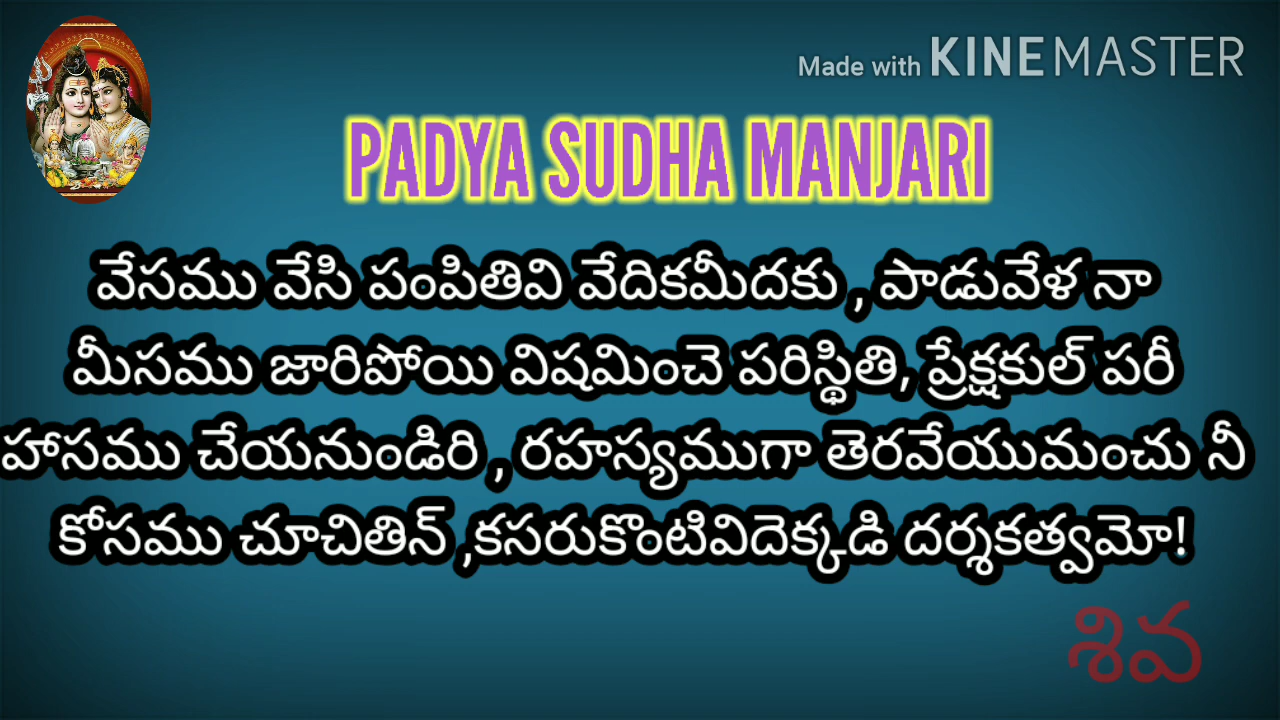 Made with KINEMASTER
PADYA SUDHA MANJARI
వేసము వేసి పంపితివి వేదికమీదకు , పాడువేళ నా
మీసము జారిపోయి విషమించె పరిస్థితి, ప్రేక్షకుల్ పరీ
హాసము చేయనుండిరి , రహస్యముగా తెరవేయుమంచు నీ
కోసము చూచితిన్ ,కసరుకొంటివిదెక్కడి దర్శకత్వమో!
శివ